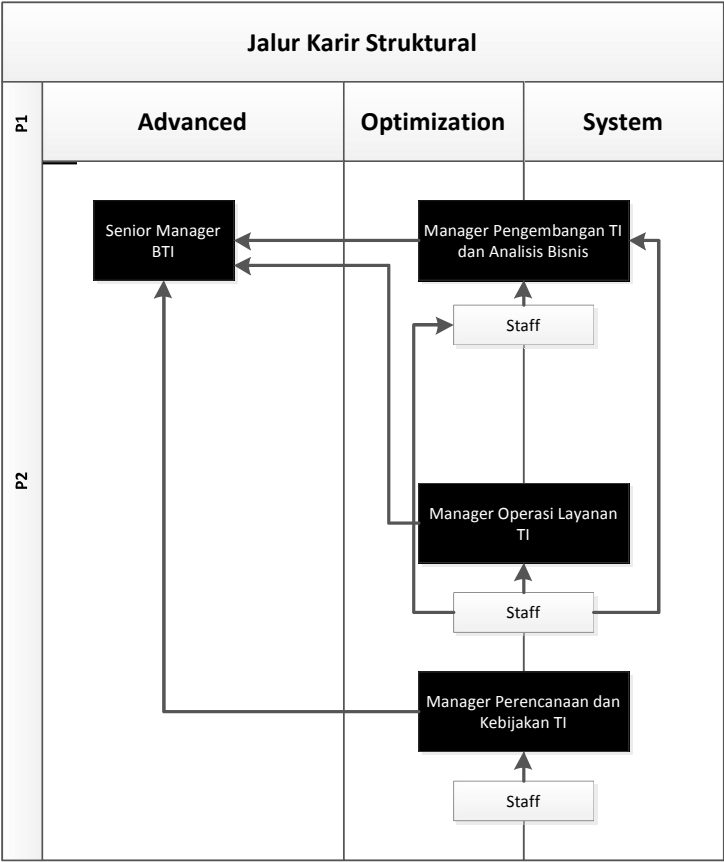 Jalur Karir Struktural
P1
Advanced
Optimization
System
Senior Manager
BTI
Manager Pengembangan TI
dan Analisis Bisnis
Staff
P2
Manager Operasi Layanan
TI
Staff
Manager Perencanaan dan
Kebijakan TI
Staff